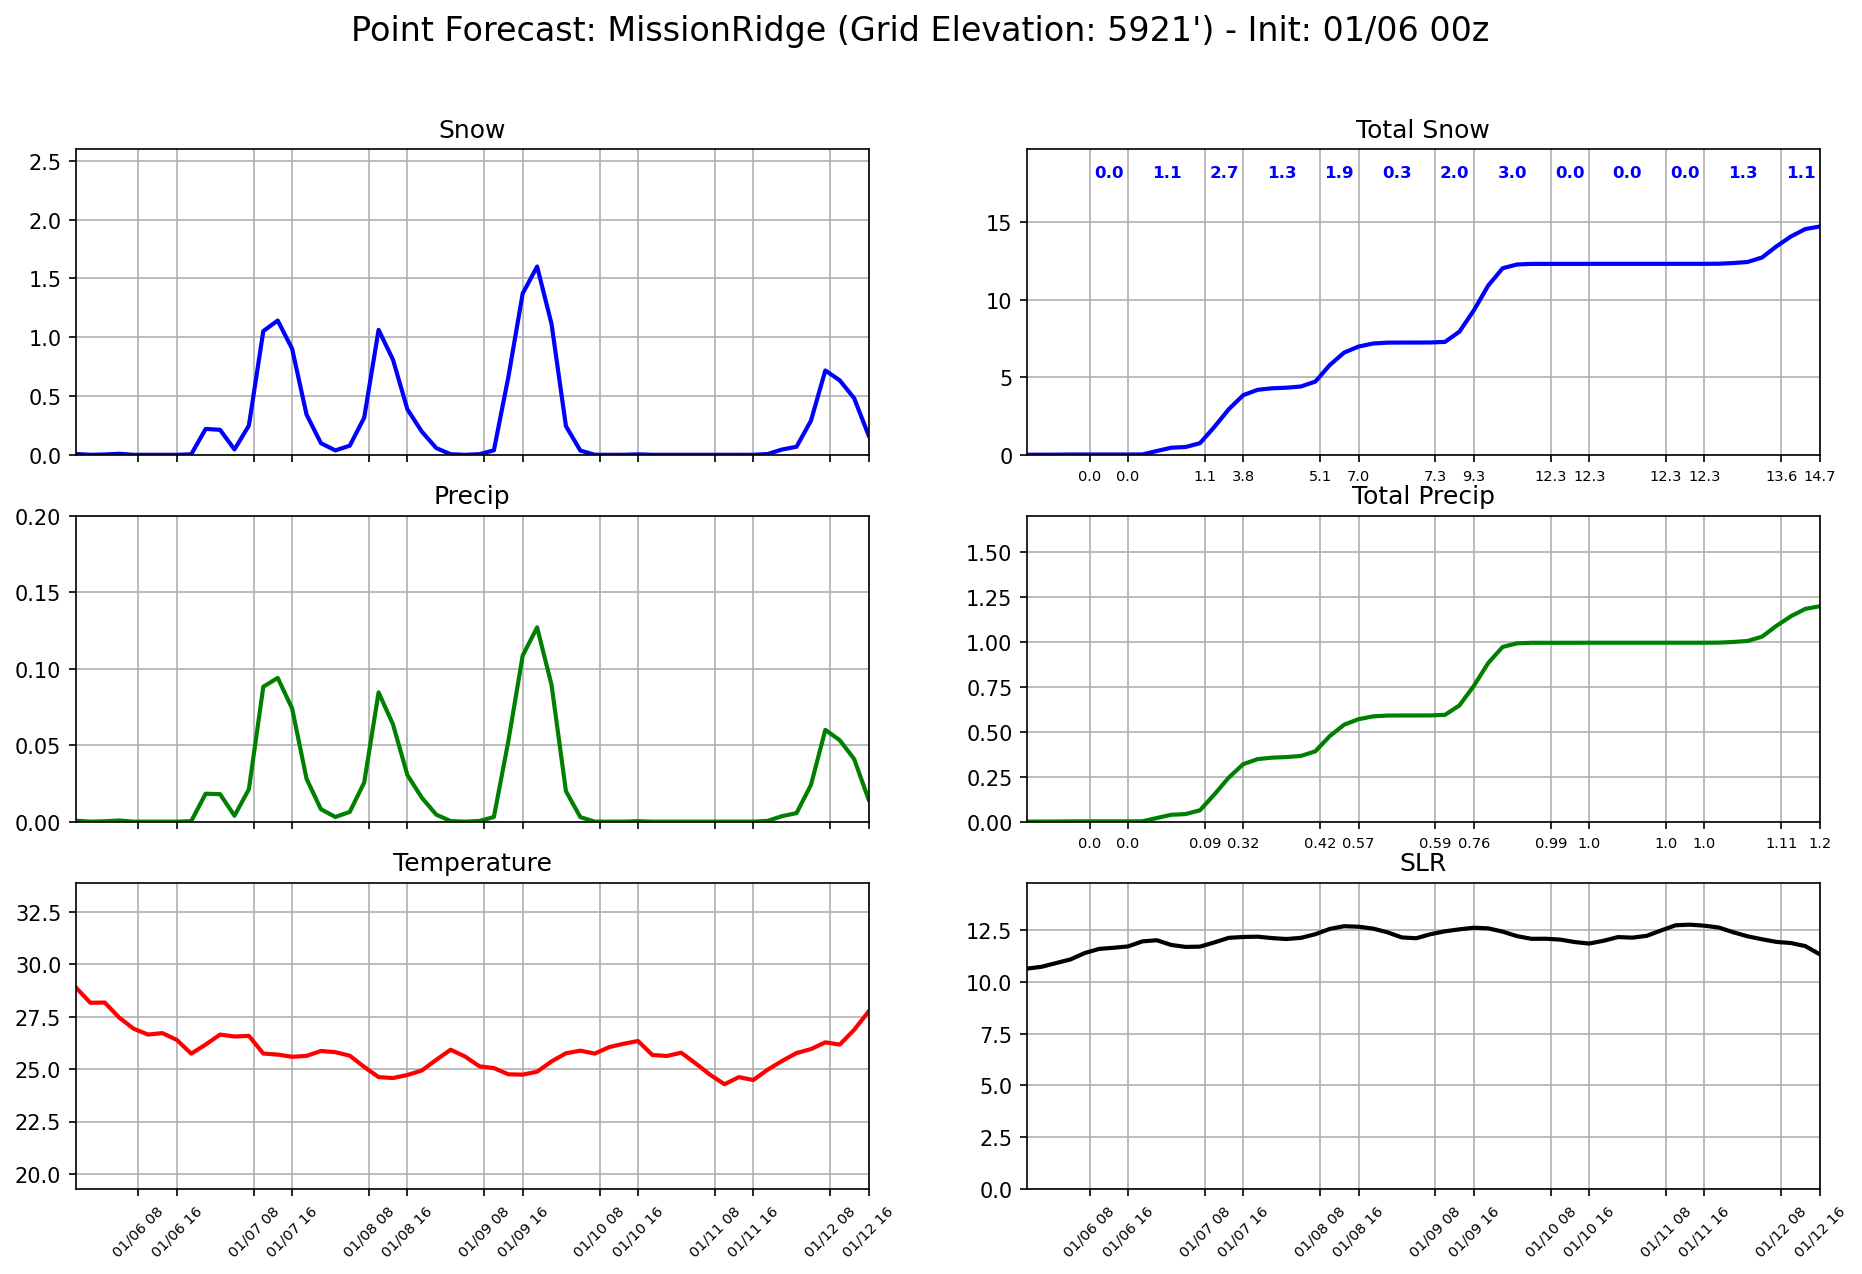 Point Forecast: MissionRidge (Grid Elevation: 5921') - Init: 01/06 00z
Snow
2.5
2.0
1.5
1.0
0.5
0.0
Total Snow
0.0 1.1 2.7 1.3 1.9 0.3 2.0 3.0 0.0 0.0 0.0 1.3 1.1
15
10
5
0
0.0 0.0 1.1 3.8 5.1 7.0 7.3 9.3 12.3 12.3 12.3 12.3 13.6 14.7
Precip
0.20
0.15
0.10
0.05
0.00
Total Precip
1.50
1.25
1.00
0.75
0.50
0.25
0.00
0.0 0.0 0.09 0.32 0.42 0.57 0.59 0.76 0.99 1.0 1.0 1.0 1.11 1.2
Temperature
32.5
30.0
27.5
25.0
22.5
20.0
01/06 08 01/06 16 01/07 08 01/07 16 01/08 08 01/08 16 01/09 08 01/09 16 01/10 08 01/10 16 01/11 08 01/11 16 01/12 08 01/12 16
SLR
12.5
10.0
7.5
5.0
2.5
0.0
01/06 08 01/06 16 01/07 08 01/07 16 01/08 08 01/08 16 01/09 08 01/09 16 01/10 08 01/10 16 01/11 08 01/11 16 01/12 08 01/12 16